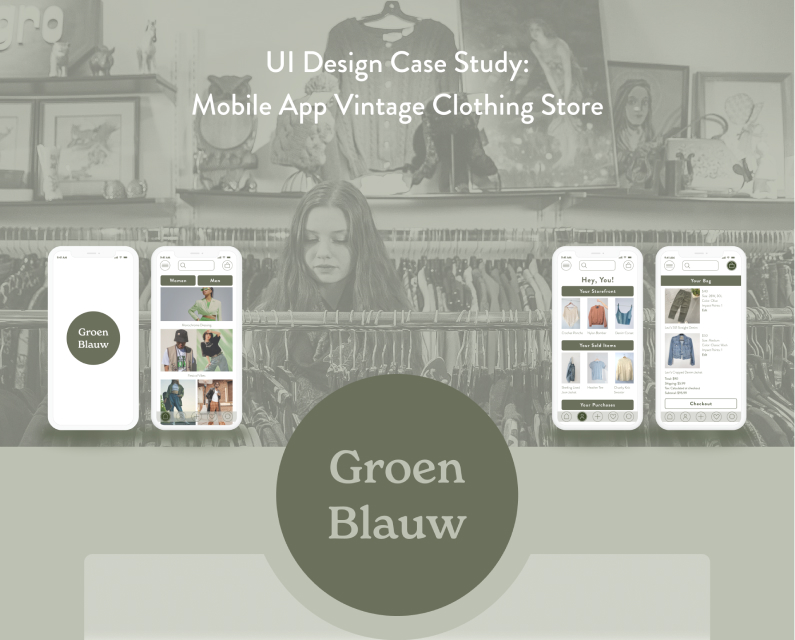 gro
UI Design Case Study:
Mobile App Vintage Clothing Store
Groen
Blauw
Women
Men
Hey, You!
Your Storefront
Your Sold Items
Your Purchases
Your Bag
Checkout
Groen
Blauw